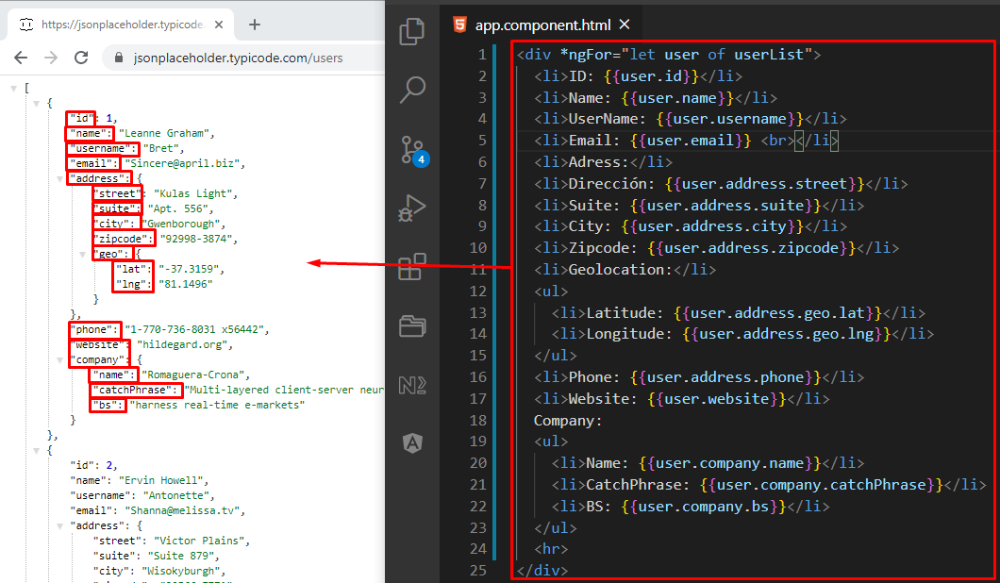 https://jsonplaceholder.typicode.
jsonplaceholder.typicode.com/users
[
{
"id": 1,
"name": "Leanne Graham",
"username": "Bret",
"email": "Sincere@april.biz",
"address": {
"street": "Kulas Light",
"suite": "Apt. 556",
"city": "Gwenborough",
"zipcode": "92998-3874",
"geo": {
"lat": "-37.3159",
"lng": "81.1496"
}
},
"phone": "1-770-736-8031 x56442",
"website": "hildegard.org",
"company": {
"name": "Romaguera-Crona",
"catchPhrase": "Multi-layered client-server neur
"bs": "harness real-time e-markets"
}
},
{
"id": 2,
"name": "Ervin Howell",
"username": "Antonette",
"email": "Shanna@melissa.tv",
"address": {
"street": "Victor Plains",
"suite": "Suite 879",
"city": "Wisokyburgh",
4
app.component.html
1 <div *ngFor="let user of userList">
2 <li>ID: {{user.id}}</li>
3 <li>Name: {{user.name}}</li>
4 <li>UserName: {{user.username}}</li>
5 <li>Email: {{user.email}} <br></li>
6 <li>Adress:</li>
7 <li>Dirección: {{user.address.street}}</li>
8 <li>Suite: {{user.address.suite}}</li>
9 <li>City: {{user.address.city}}</li>
10 <li>Zipcode: {{user.address.zipcode}}</li>
11 <li>Geolocation:</li>
12 <ul>
13 <li>Latitude: {{user.address.geo.lat}}</li>
14 <li>Longitude: {{user.address.geo.lng}}</li>
15 </ul>
16 <li>Phone: {{user.address.phone}}</li>
17 <li>Website: {{user.website}}</li>
18 Company:
19 <ul>
20 <li>Name: {{user.company.name}}</li>
21 <li>CatchPhrase: {{user.company.catchPhrase}}</li>
22 <li>BS: {{user.company.bs}}</li>
23 </ul>
24 <hr>
25 </div>